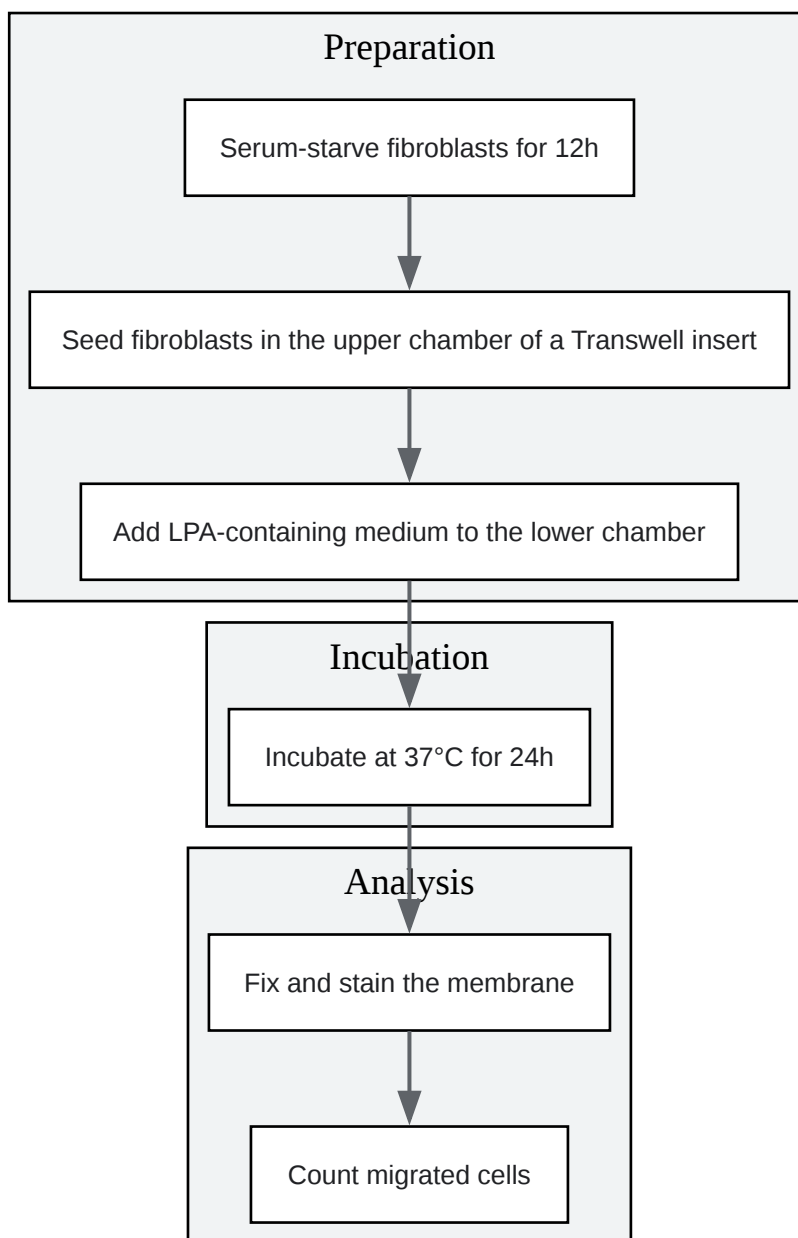 Preparation
Serum-starve fibroblasts for 12h
Seed fibroblasts in the upper chamber of a Transwell insert
Add LPA-containing medium to the lower chamber
Incubation
Incubate at 37°C for 24h
Analysis
Fix and stain the membrane
Count migrated cells